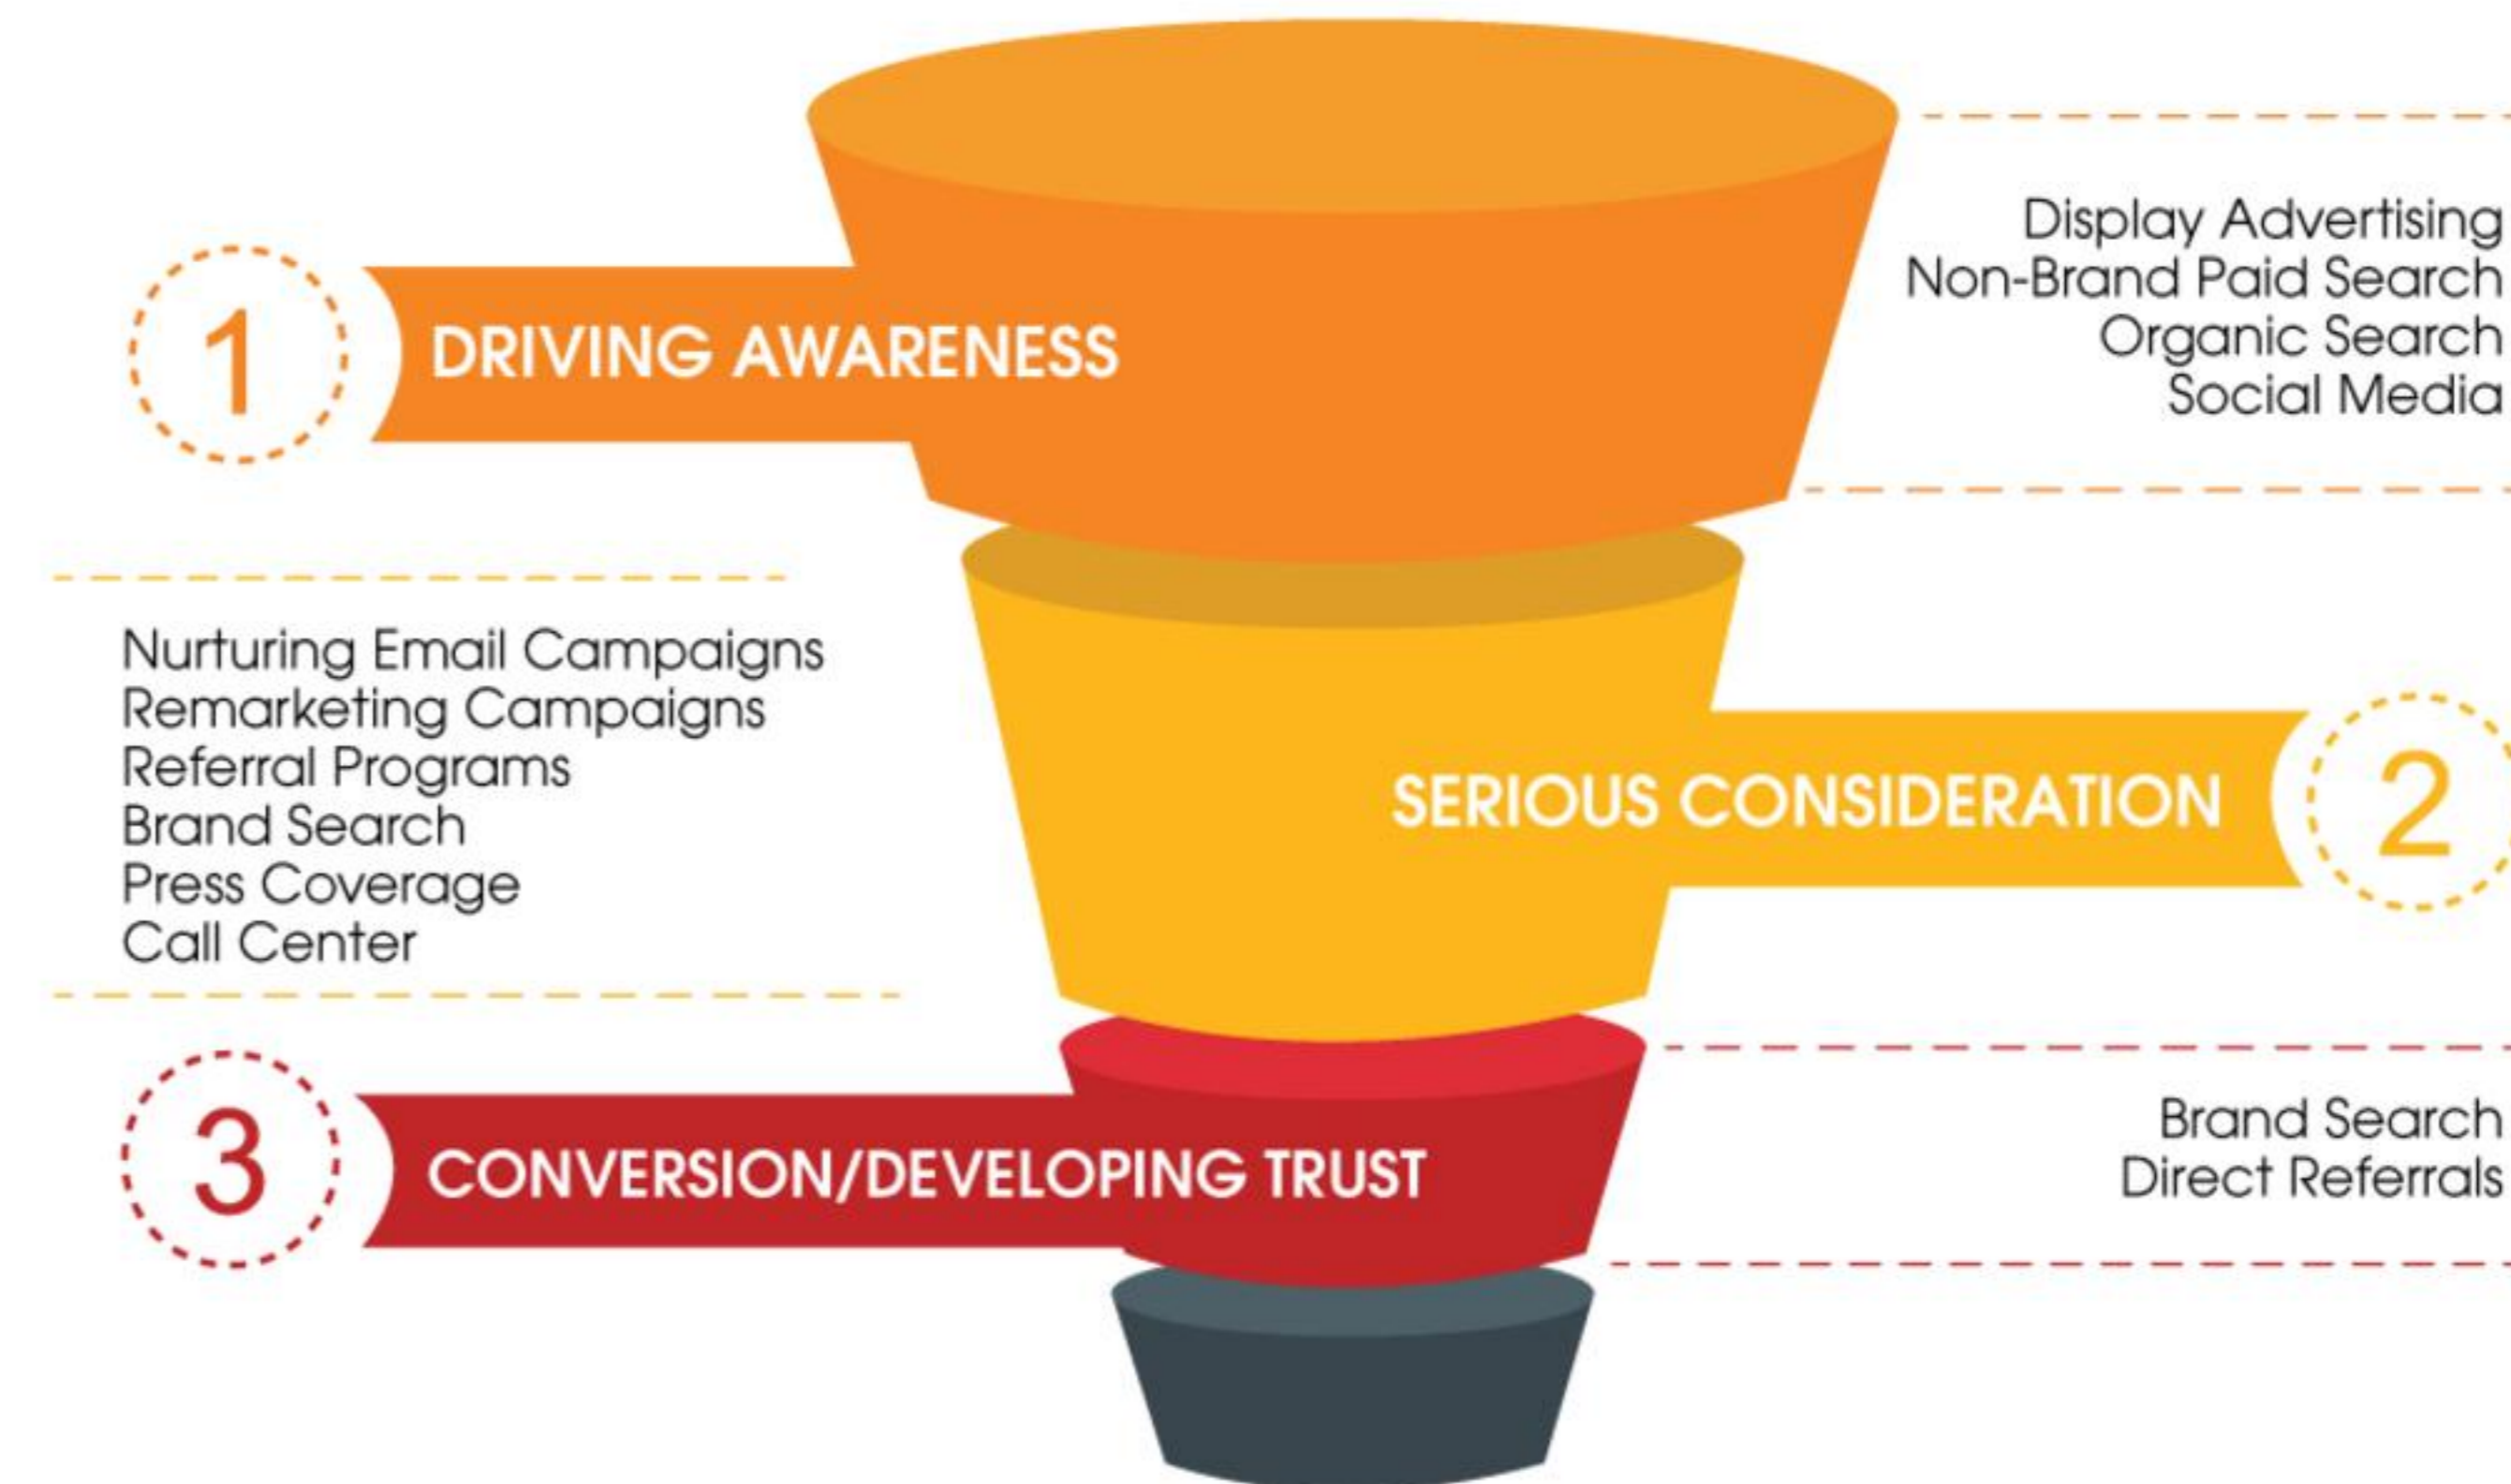 1
DRIVING AWARENESS
Display Advertising
Non-Brand Paid Search
Organic Search
Social Media
Nurturing Email Campaigns
Remarketing Campaigns
Referral Programs
Brand Search
Press Coverage
Call Center
SERIOUS CONSIDERATION
2
3
CONVERSION/DEVELOPING TRUST
Brand Search
Direct Referrals